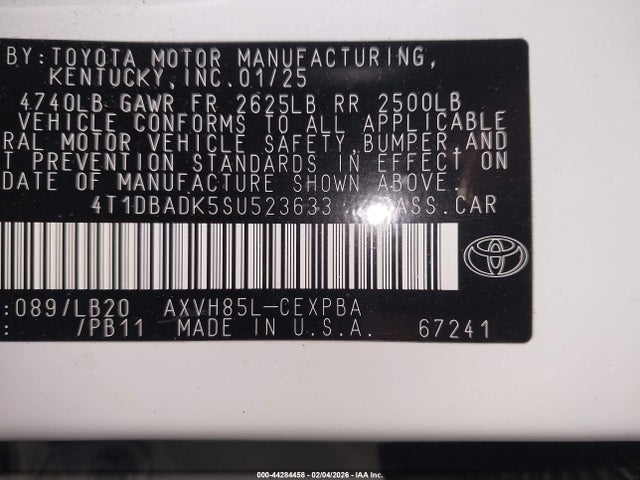 BY: TOYOTA MOTOR MANUFACTURING,
KENTUCKY, INC. 01/25
4740LB GAWR FR 2625LB RR 2500LB
VEHICLE CONFORMS TO ALL APPLICABLE
RAL MOTOR VEHICLE SAFETY, BUMPER, AND
T PREVENTION STANDARDS IN EFFECT ON
DATE OF MANUFACTURE SHOWN ABOVE.
4T1DBADK5SU523633 PASS.CAR
:089/LB20 AXVH85L-CEXPBA
: /PB11 MADE IN U.S.A. 67241
000-44284458 - 02/04/2026 - IAA Inc.